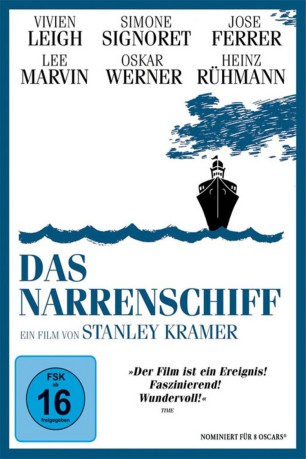 VIVIEN SIMONE JOSE
LEIGH SIGNORET FERRER
LEE OSKAR HEINZ
MARVIN WERNER RÜHMANN
DAS
NARRENSCHIFF
EIN FILM VON STANLEY KRAMER
FSK
ab
16
freigegeben
»Der Film ist ein Ereignis!
Faszinierend!
Wundervoll!«
TIME
NOMINIERT FÜR 8 OSCARS®